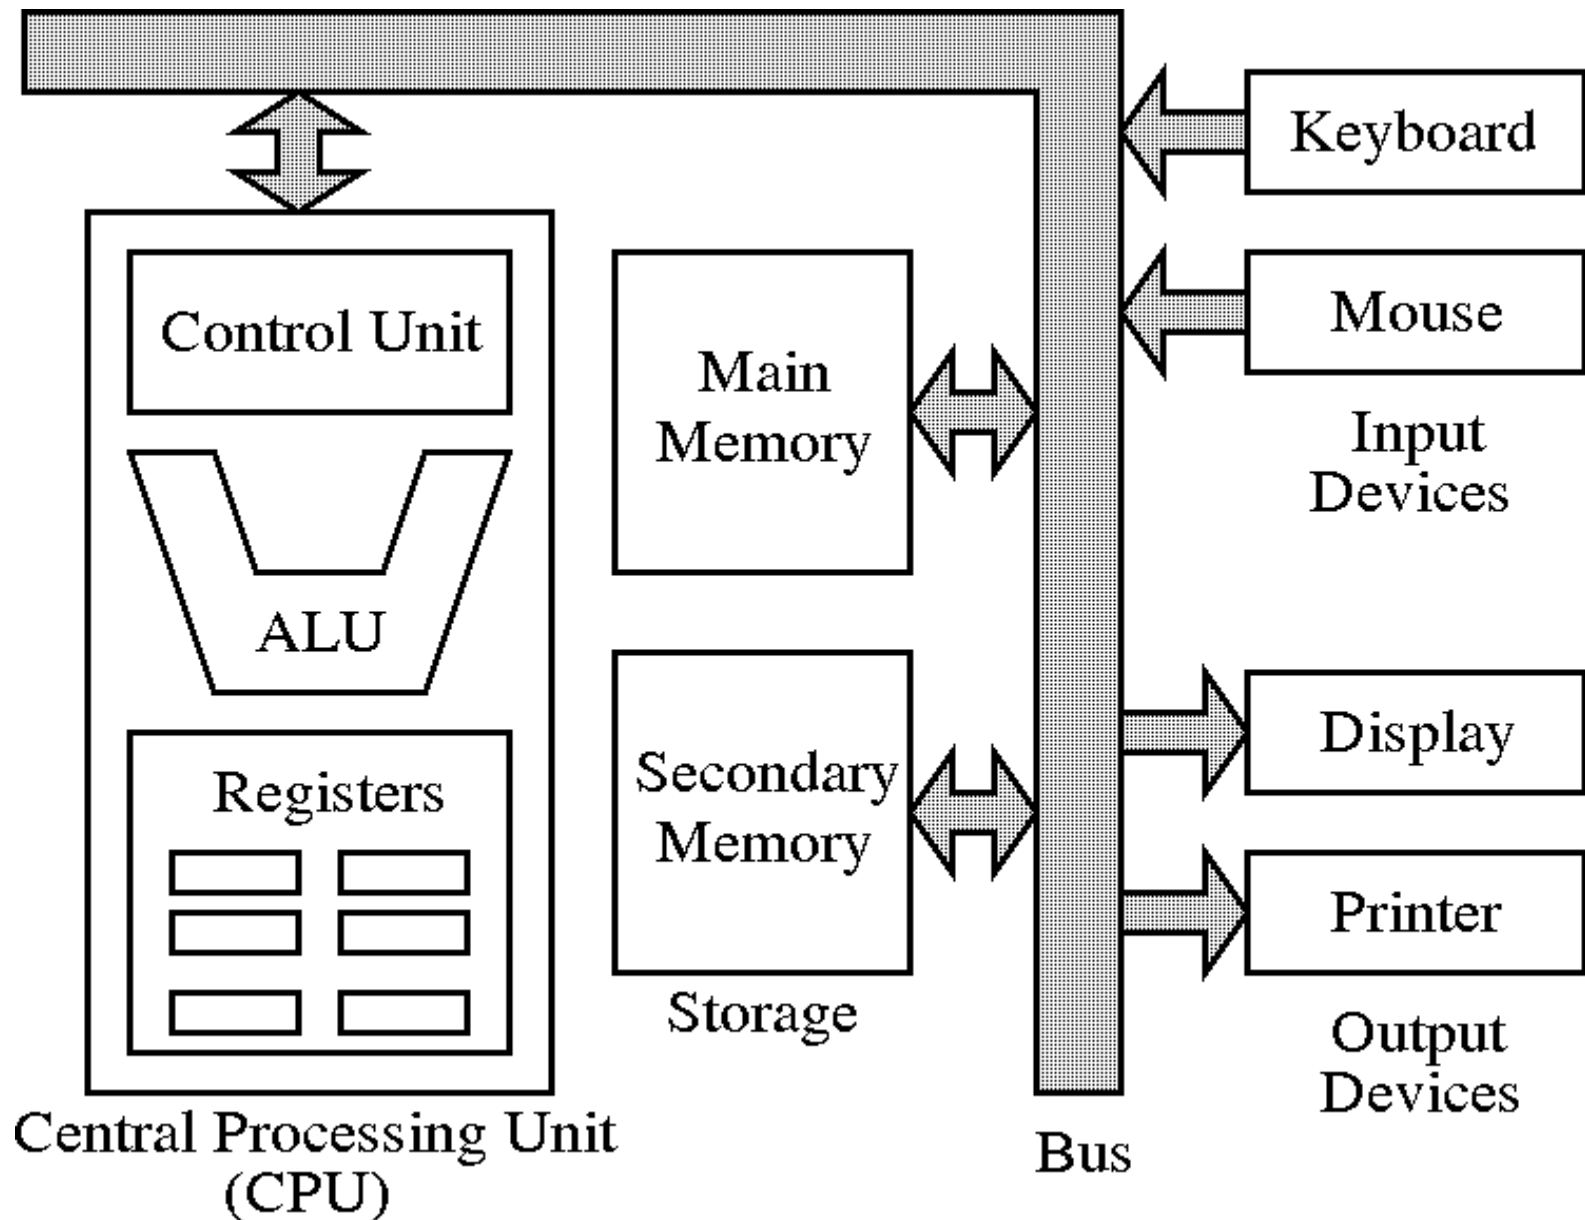 Control Unit
ALU
Registers
Central Processing Unit
(CPU)
Main
Memory
Secondary
Memory
Storage
Bus
Keyboard
Mouse
Input
Devices
Display
Printer
Output
Devices